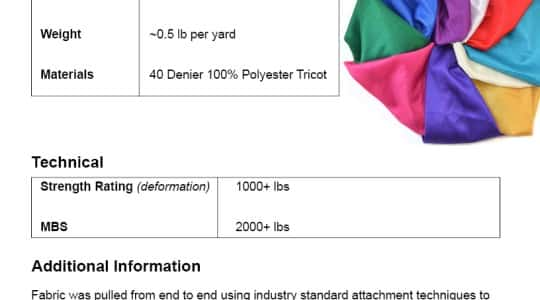 Weight ~0.5 lb per yard
Materials 40 Denier 100% Polyester Tricot
Technical
Strength Rating (deformation) 1000+ lbs
MBS 2000+ lbs
Additional Information
Fabric was pulled from end to end using industry standard attachment techniques to